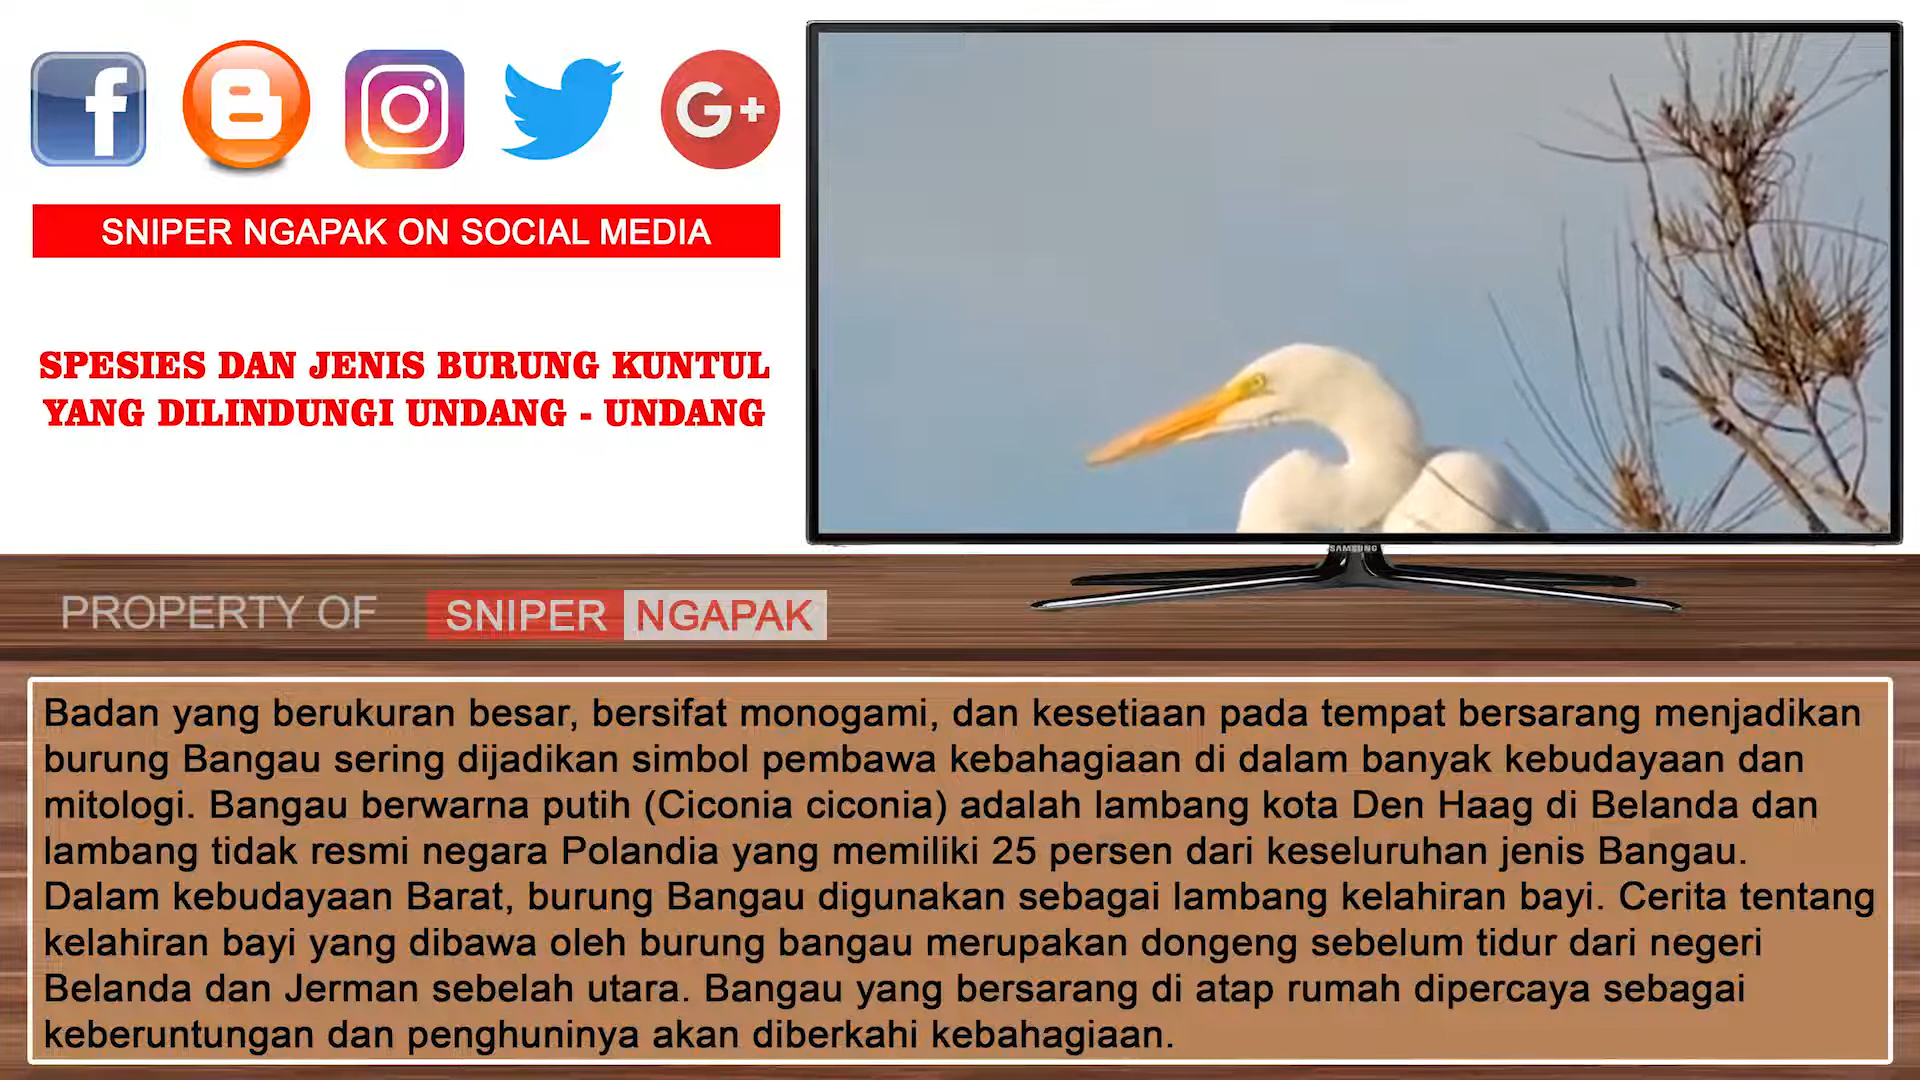 SNIPER NGAPAK ON SOCIAL MEDIA
SPESIES DAN JENIS BURUNG KUNTUL
YANG DILINDUNGI UNDANG - UNDANG
SAMSUNG
PROPERTY OF SNIPER NGAPAK
Badan yang berukuran besar, bersifat monogami, dan kesetiaan pada tempat bersarang menjadikan
burung Bangau sering dijadikan simbol pembawa kebahagiaan di dalam banyak kebudayaan dan
mitologi. Bangau berwarna putih (Ciconia ciconia) adalah lambang kota Den Haag di Belanda dan
lambang tidak resmi negara Polandia yang memiliki 25 persen dari keseluruhan jenis Bangau.
Dalam kebudayaan Barat, burung Bangau digunakan sebagai lambang kelahiran bayi. Cerita tentang
kelahiran bayi yang dibawa oleh burung bangau merupakan dongeng sebelum tidur dari negeri
Belanda dan Jerman sebelah utara. Bangau yang bersarang di atap rumah dipercaya sebagai
keberuntungan dan penghuninya akan diberkahi kebahagiaan.